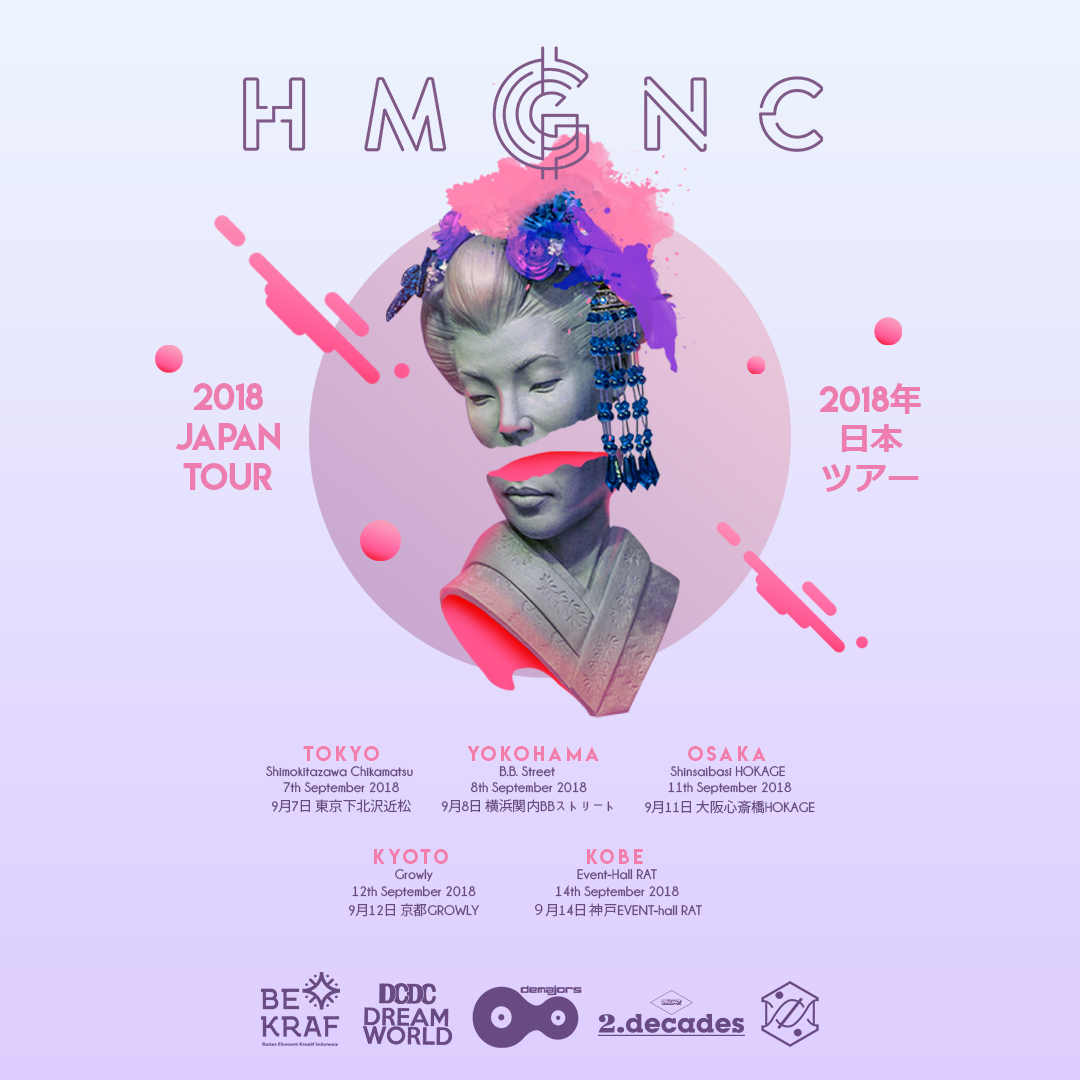 HMGNC
2018
JAPAN
TOUR
2018年
日本
ツアー
TOKYO
Shimokitazawa Chikamatsu
7th September 2018
9月7日 東京下北沢近松
YOKOHAMA
B.B. Street
8th September 2018
9月8日 横浜関内BBストリート
OSAKA
Shinsaibasi HOKAGE
11th September 2018
9月11日 大阪心斎橋HOKAGE
KYOTO
Growly
12th September 2018
9月12日 京都GROWLY
KOBE
Event-Hall RAT
14th September 2018
9月14日 神戸EVENT-hall RAT
BE
KRAF
Badan Ekonomi Kreatif Indonesia
DCDC
DREAM
WORLD
demajors
2.decades